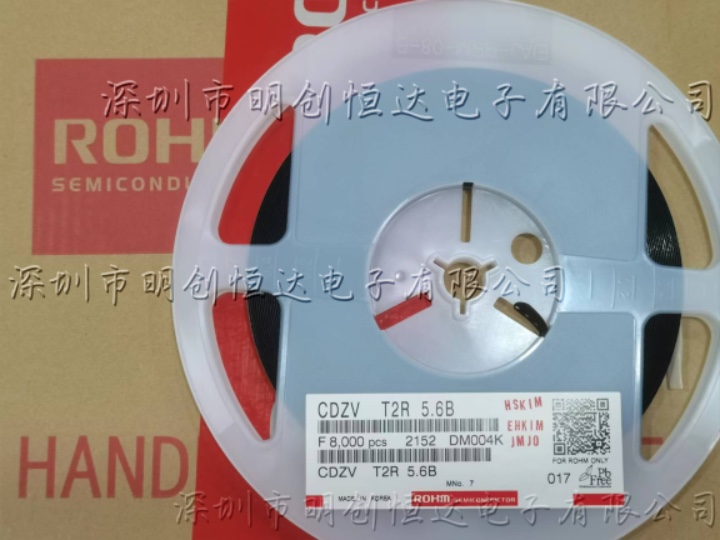 深圳市明创恒达电子有限公司
ROHM
SEMICONDU
深圳市明创恒达电子有限公司
CDZV T2R 5.6B
HSKIM
EHKIM
JMJO
F 8,000 pcs 2152 DM004K
FOR ROHM ONLY
CDZV T2R 5.6B
017 Pb Free
MNo. 7
MADE IN KOREA ROHM SEMICONDUCTOR
HAND
深圳市明创恒达电子有限公司